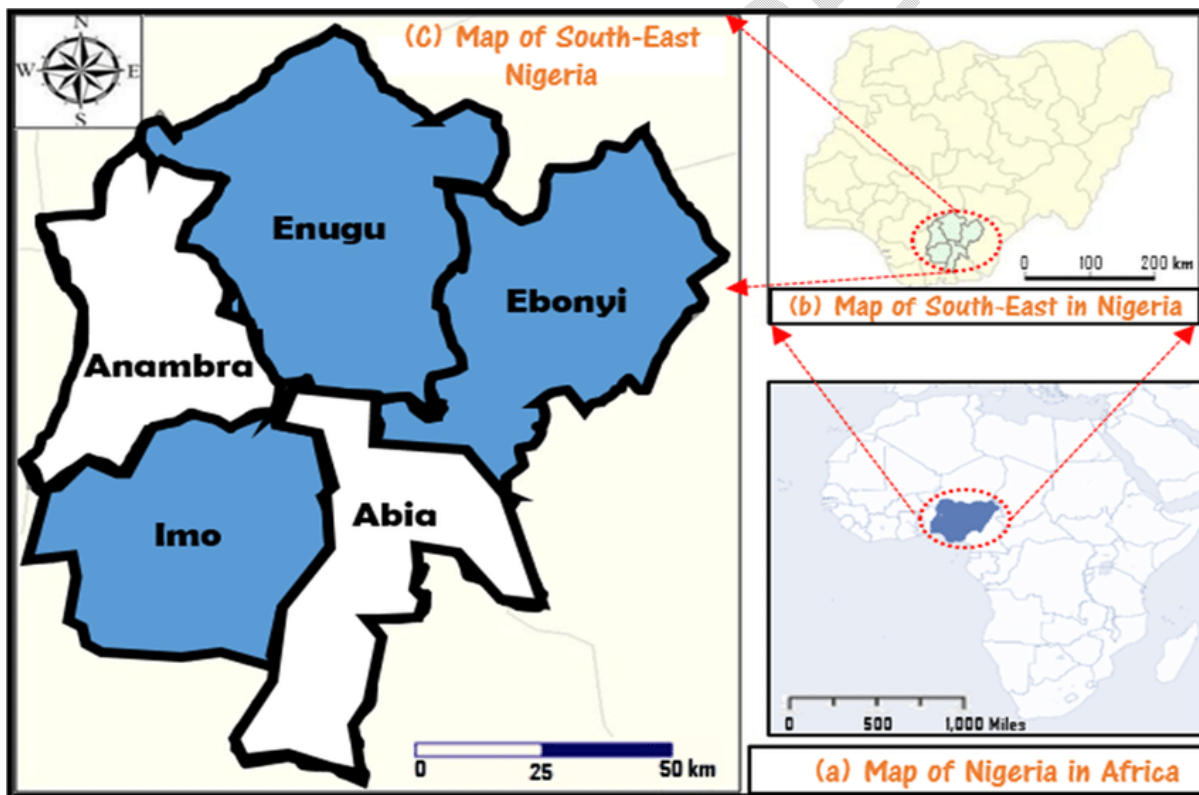 N
W E
S
(C) Map of South-East
Nigeria
Enugu
Ebonyi
Anambra
Imo
Abia
0 25 50 km
0 100 200 km
(b) Map of South-East in Nigeria
0 500 1,000 Miles
(a) Map of Nigeria in Africa